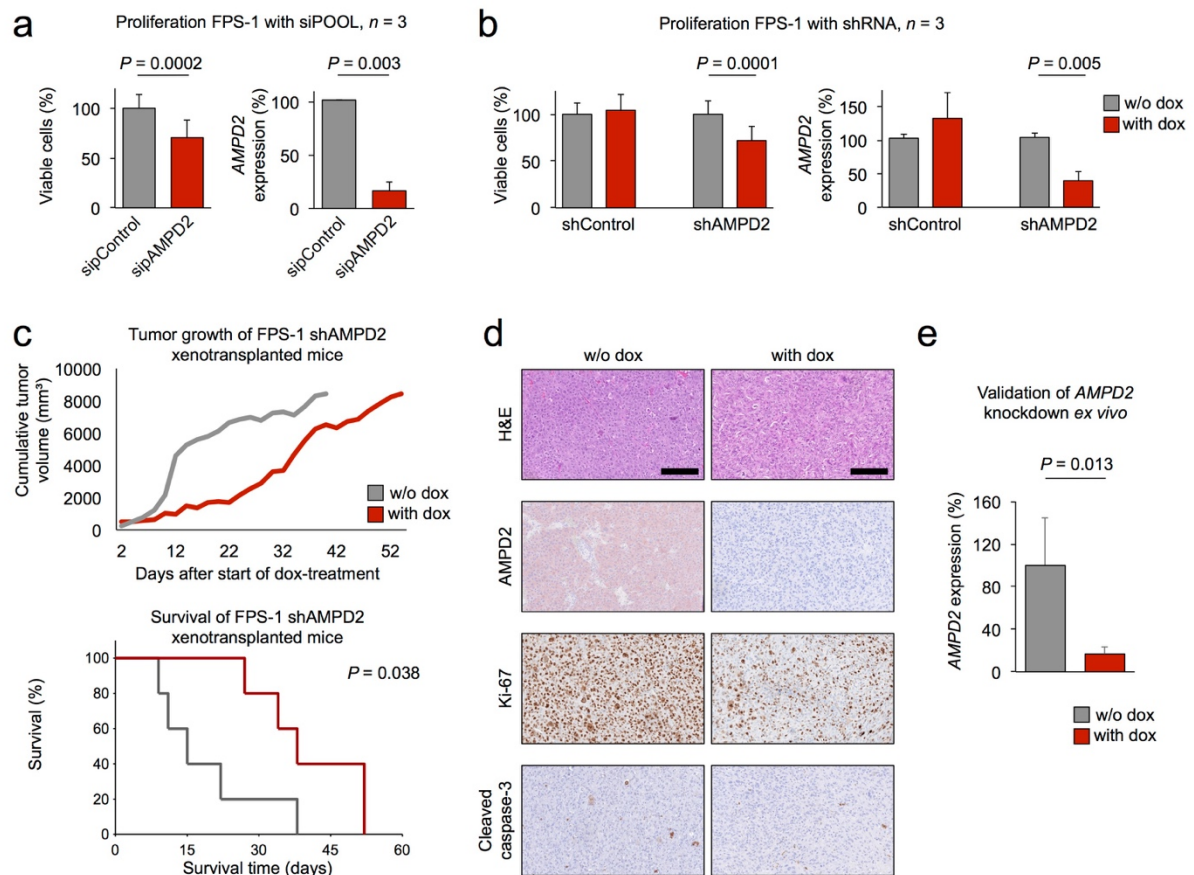 a
Proliferation FPS-1 with siPOOL, n = 3
P = 0.0002
Viable cells (%)
100
50
0
sipControl
sipAMPD2
P = 0.003
AMPD2
expression (%)
100
50
0
sipControl
sipAMPD2
b
Proliferation FPS-1 with shRNA, n = 3
P = 0.0001
Viable cells (%)
150
100
50
0
shControl
shAMPD2
P = 0.005
AMPD2
expression (%)
150
100
50
0
shControl
shAMPD2
w/o dox
with dox
c
Tumor growth of FPS-1 shAMPD2
xenotransplanted mice
Cumulative tumor
volume (mm³)
10000
8000
6000
4000
2000
0
w/o dox
with dox
2 12 22 32 42 52
Days after start of dox-treatment
Survival of FPS-1 shAMPD2
xenotransplanted mice
P = 0.038
Survival (%)
100
80
60
40
20
0
0 15 30 45 60
Survival time (days)
d
w/o dox with dox
H&E
AMPD2
Ki-67
Cleaved
caspase-3
e
Validation of AMPD2
knockdown ex vivo
P = 0.013
AMPD2 expression (%)
160
120
80
40
0
w/o dox
with dox